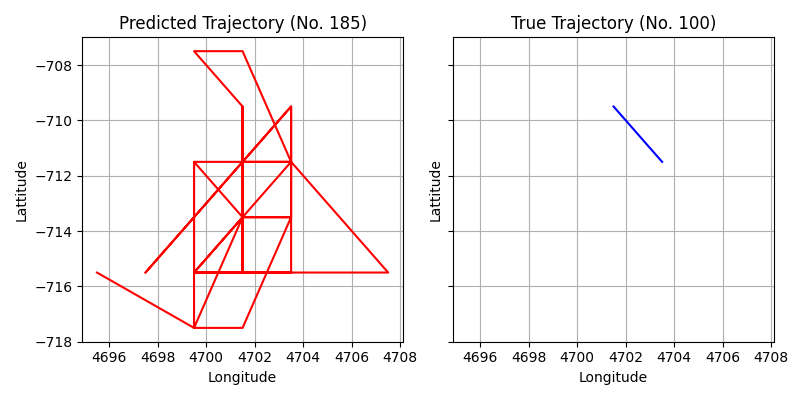 Predicted Trajectory (No. 185)
True Trajectory (No. 100)
Lattitude
−708
−710
−712
−714
−716
−718
4696 4698 4700 4702 4704 4706 4708
Longitude
Lattitude
4696 4698 4700 4702 4704 4706 4708
Longitude